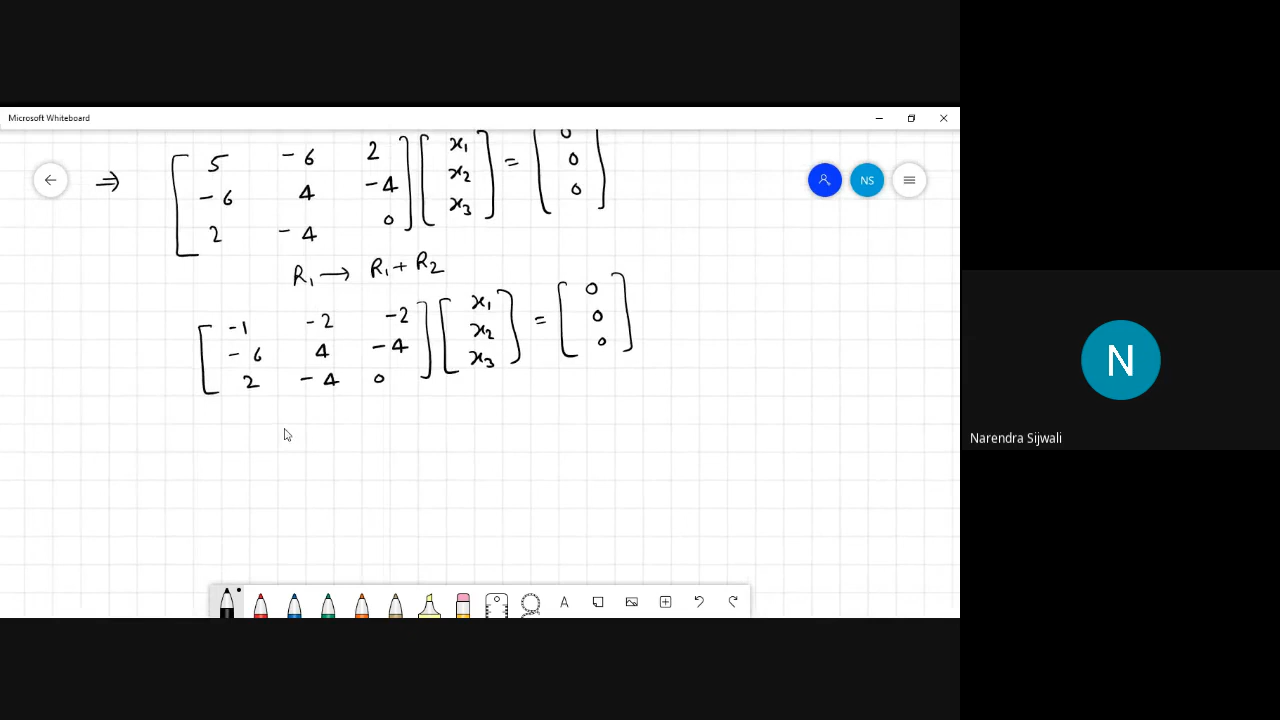 Microsoft Whiteboard
⇒ [ 5 -6 2 ] [ x₁ ] = [ 0 ]
[ -6 4 -4 ] [ x₂ ] [ 0 ]
[ 2 -4 0 ] [ x₃ ] [ 0 ]
R₁ → R₁ + R₂
[ -1 -2 -2 ] [ x₁ ] = [ 0 ]
[ -6 4 -4 ] [ x₂ ] [ 0 ]
[ 2 -4 0 ] [ x₃ ] [ 0 ]
NS
N
Narendra Sijwali
A